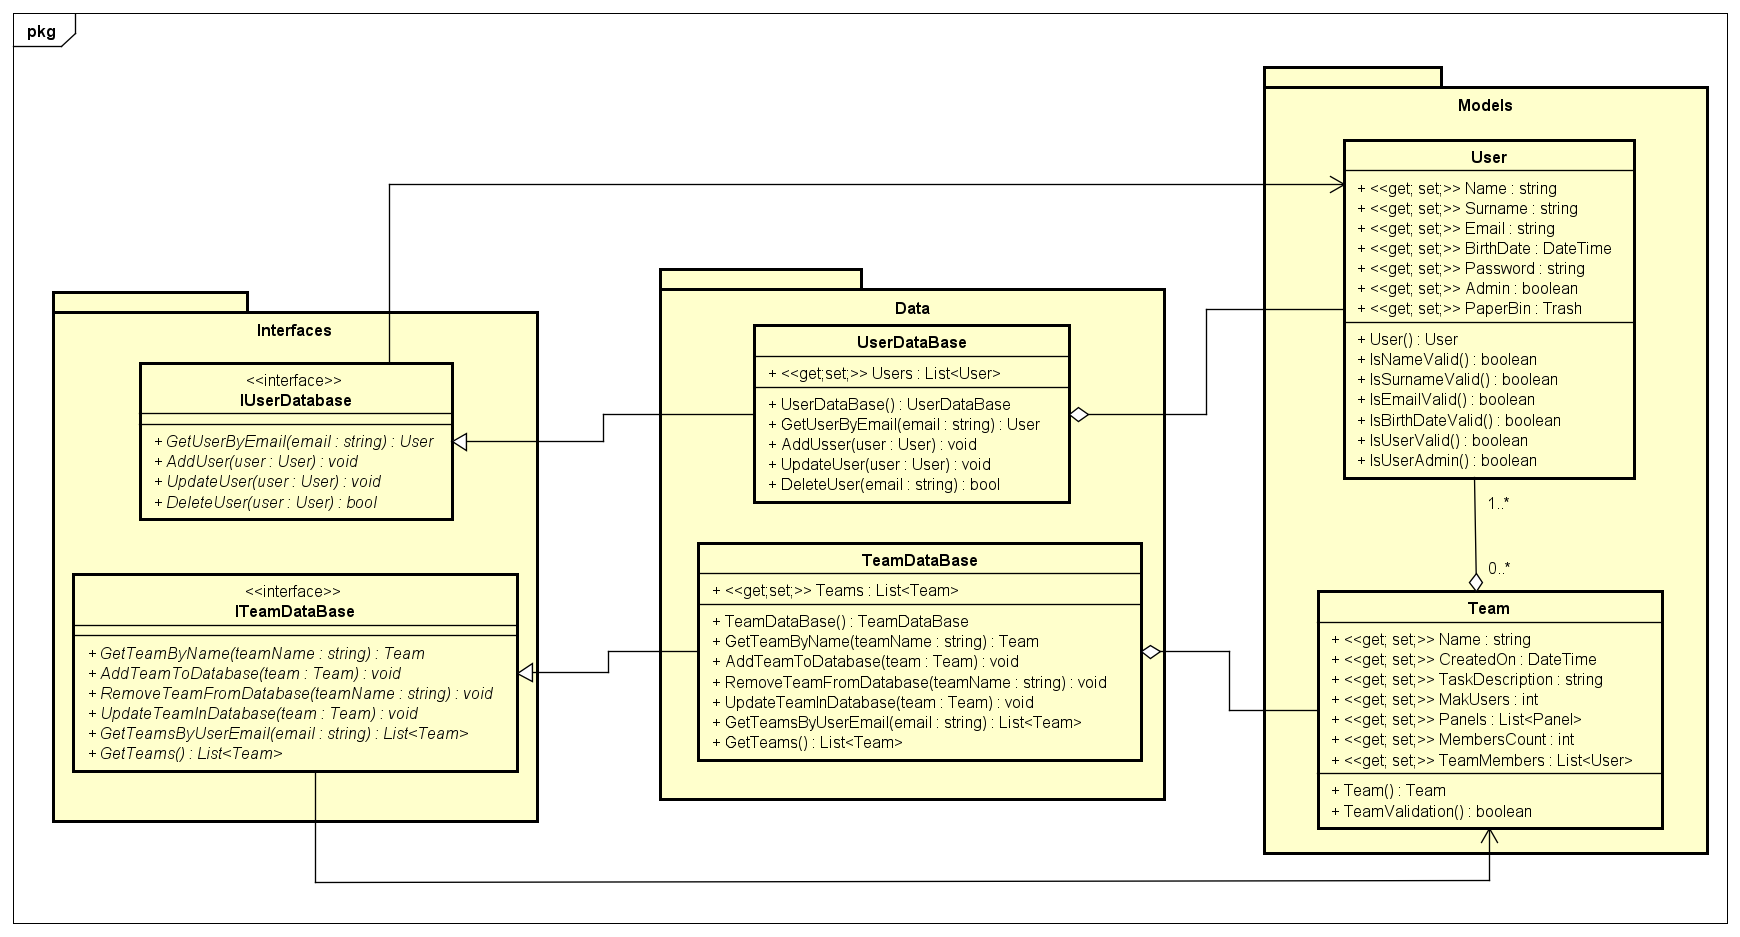 pkg
Interfaces
<<interface>>
IUserDatabase
+ GetUserByEmail(email : string) : User
+ AddUser(user : User) : void
+ UpdateUser(user : User) : void
+ DeleteUser(user : User) : bool
<<interface>>
ITeamDataBase
+ GetTeamByName(teamName : string) : Team
+ AddTeamToDatabase(team : Team) : void
+ RemoveTeamFromDatabase(teamName : string) : void
+ UpdateTeamInDatabase(team : Team) : void
+ GetTeamsByUserEmail(email : string) : List<Team>
+ GetTeams() : List<Team>
Data
UserDataBase
+ <<get;set;>> Users : List<User>
+ UserDataBase() : UserDataBase
+ GetUserByEmail(email : string) : User
+ AddUsser(user : User) : void
+ UpdateUser(user : User) : void
+ DeleteUser(email : string) : bool
TeamDataBase
+ <<get;set;>> Teams : List<Team>
+ TeamDataBase() : TeamDataBase
+ GetTeamByName(teamName : string) : Team
+ AddTeamToDatabase(team : Team) : void
+ RemoveTeamFromDatabase(teamName : string) : void
+ UpdateTeamInDatabase(team : Team) : void
+ GetTeamsByUserEmail(email : string) : List<Team>
+ GetTeams() : List<Team>
Models
User
+ <<get; set;>> Name : string
+ <<get; set;>> Surname : string
+ <<get; set;>> Email : string
+ <<get; set;>> BirthDate : DateTime
+ <<get; set;>> Password : string
+ <<get; set;>> Admin : boolean
+ <<get; set;>> PaperBin : Trash
+ User() : User
+ IsNameValid() : boolean
+ IsSurnameValid() : boolean
+ IsEmailValid() : boolean
+ IsBirthDateValid() : boolean
+ IsUserValid() : boolean
+ IsUserAdmin() : boolean
1..*
0..*
Team
+ <<get; set;>> Name : string
+ <<get; set;>> CreatedOn : DateTime
+ <<get; set;>> TaskDescription : string
+ <<get; set;>> MakUsers : int
+ <<get; set;>> Panels : List<Panel>
+ <<get; set;>> MembersCount : int
+ <<get; set;>> TeamMembers : List<User>
+ Team() : Team
+ TeamValidation() : boolean